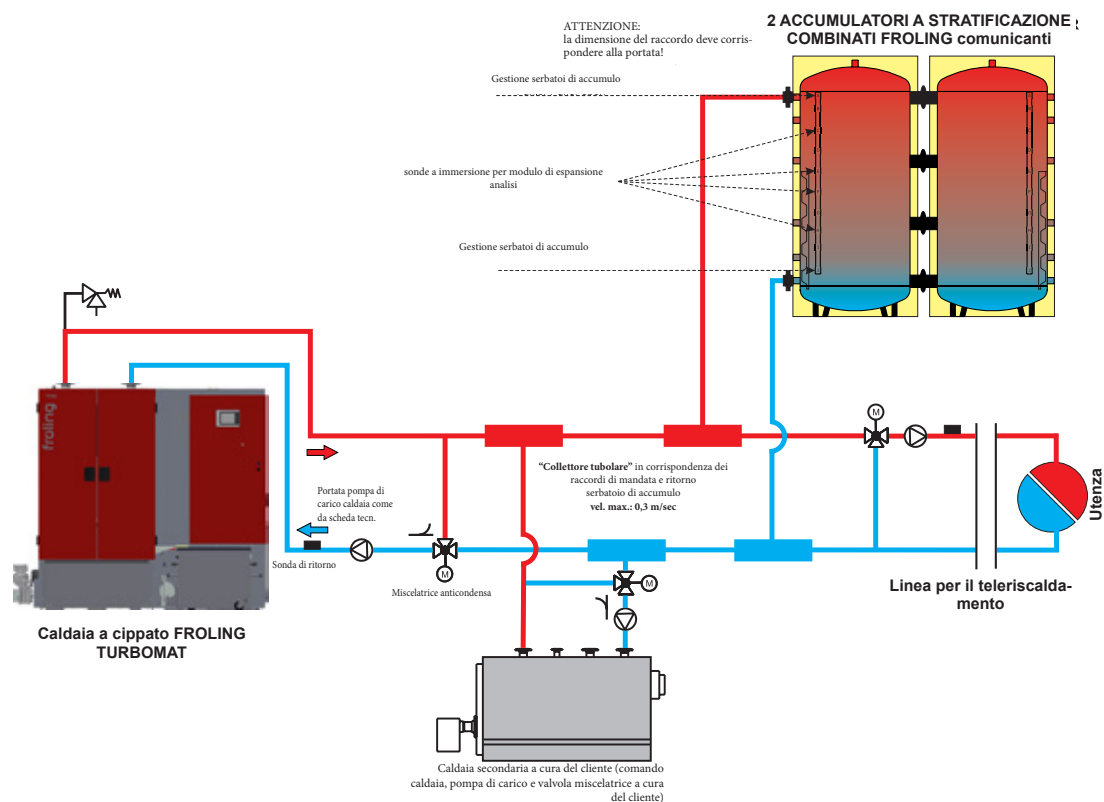 ATTENZIONE:
la dimensione del raccordo deve corris-
pondere alla portata!
2 ACCUMULATORI A STRATIFICAZIONE
COMBINATI FROLING comunicanti
Gestione serbatoi di accumulo
sonde a immersione per modulo di espansione
analisi
Gestione serbatoi di accumulo
froling
M
"Collettore tubolare" in corrispondenza dei
raccordi di mandata e ritorno
serbatoio di accumulo
vel. max.: 0,3 m/sec
Portata pompa di
carico caldaia come
da scheda tecn.
Sonda di ritorno
M
Miscelatrice anticondensa
M
Utenza
Linea per il teleriscalda-
mento
Caldaia a cippato FROLING
TURBOMAT
Caldaia secondaria a cura del cliente (comando
caldaia, pompa di carico e valvola miscelatrice a cura
del cliente)